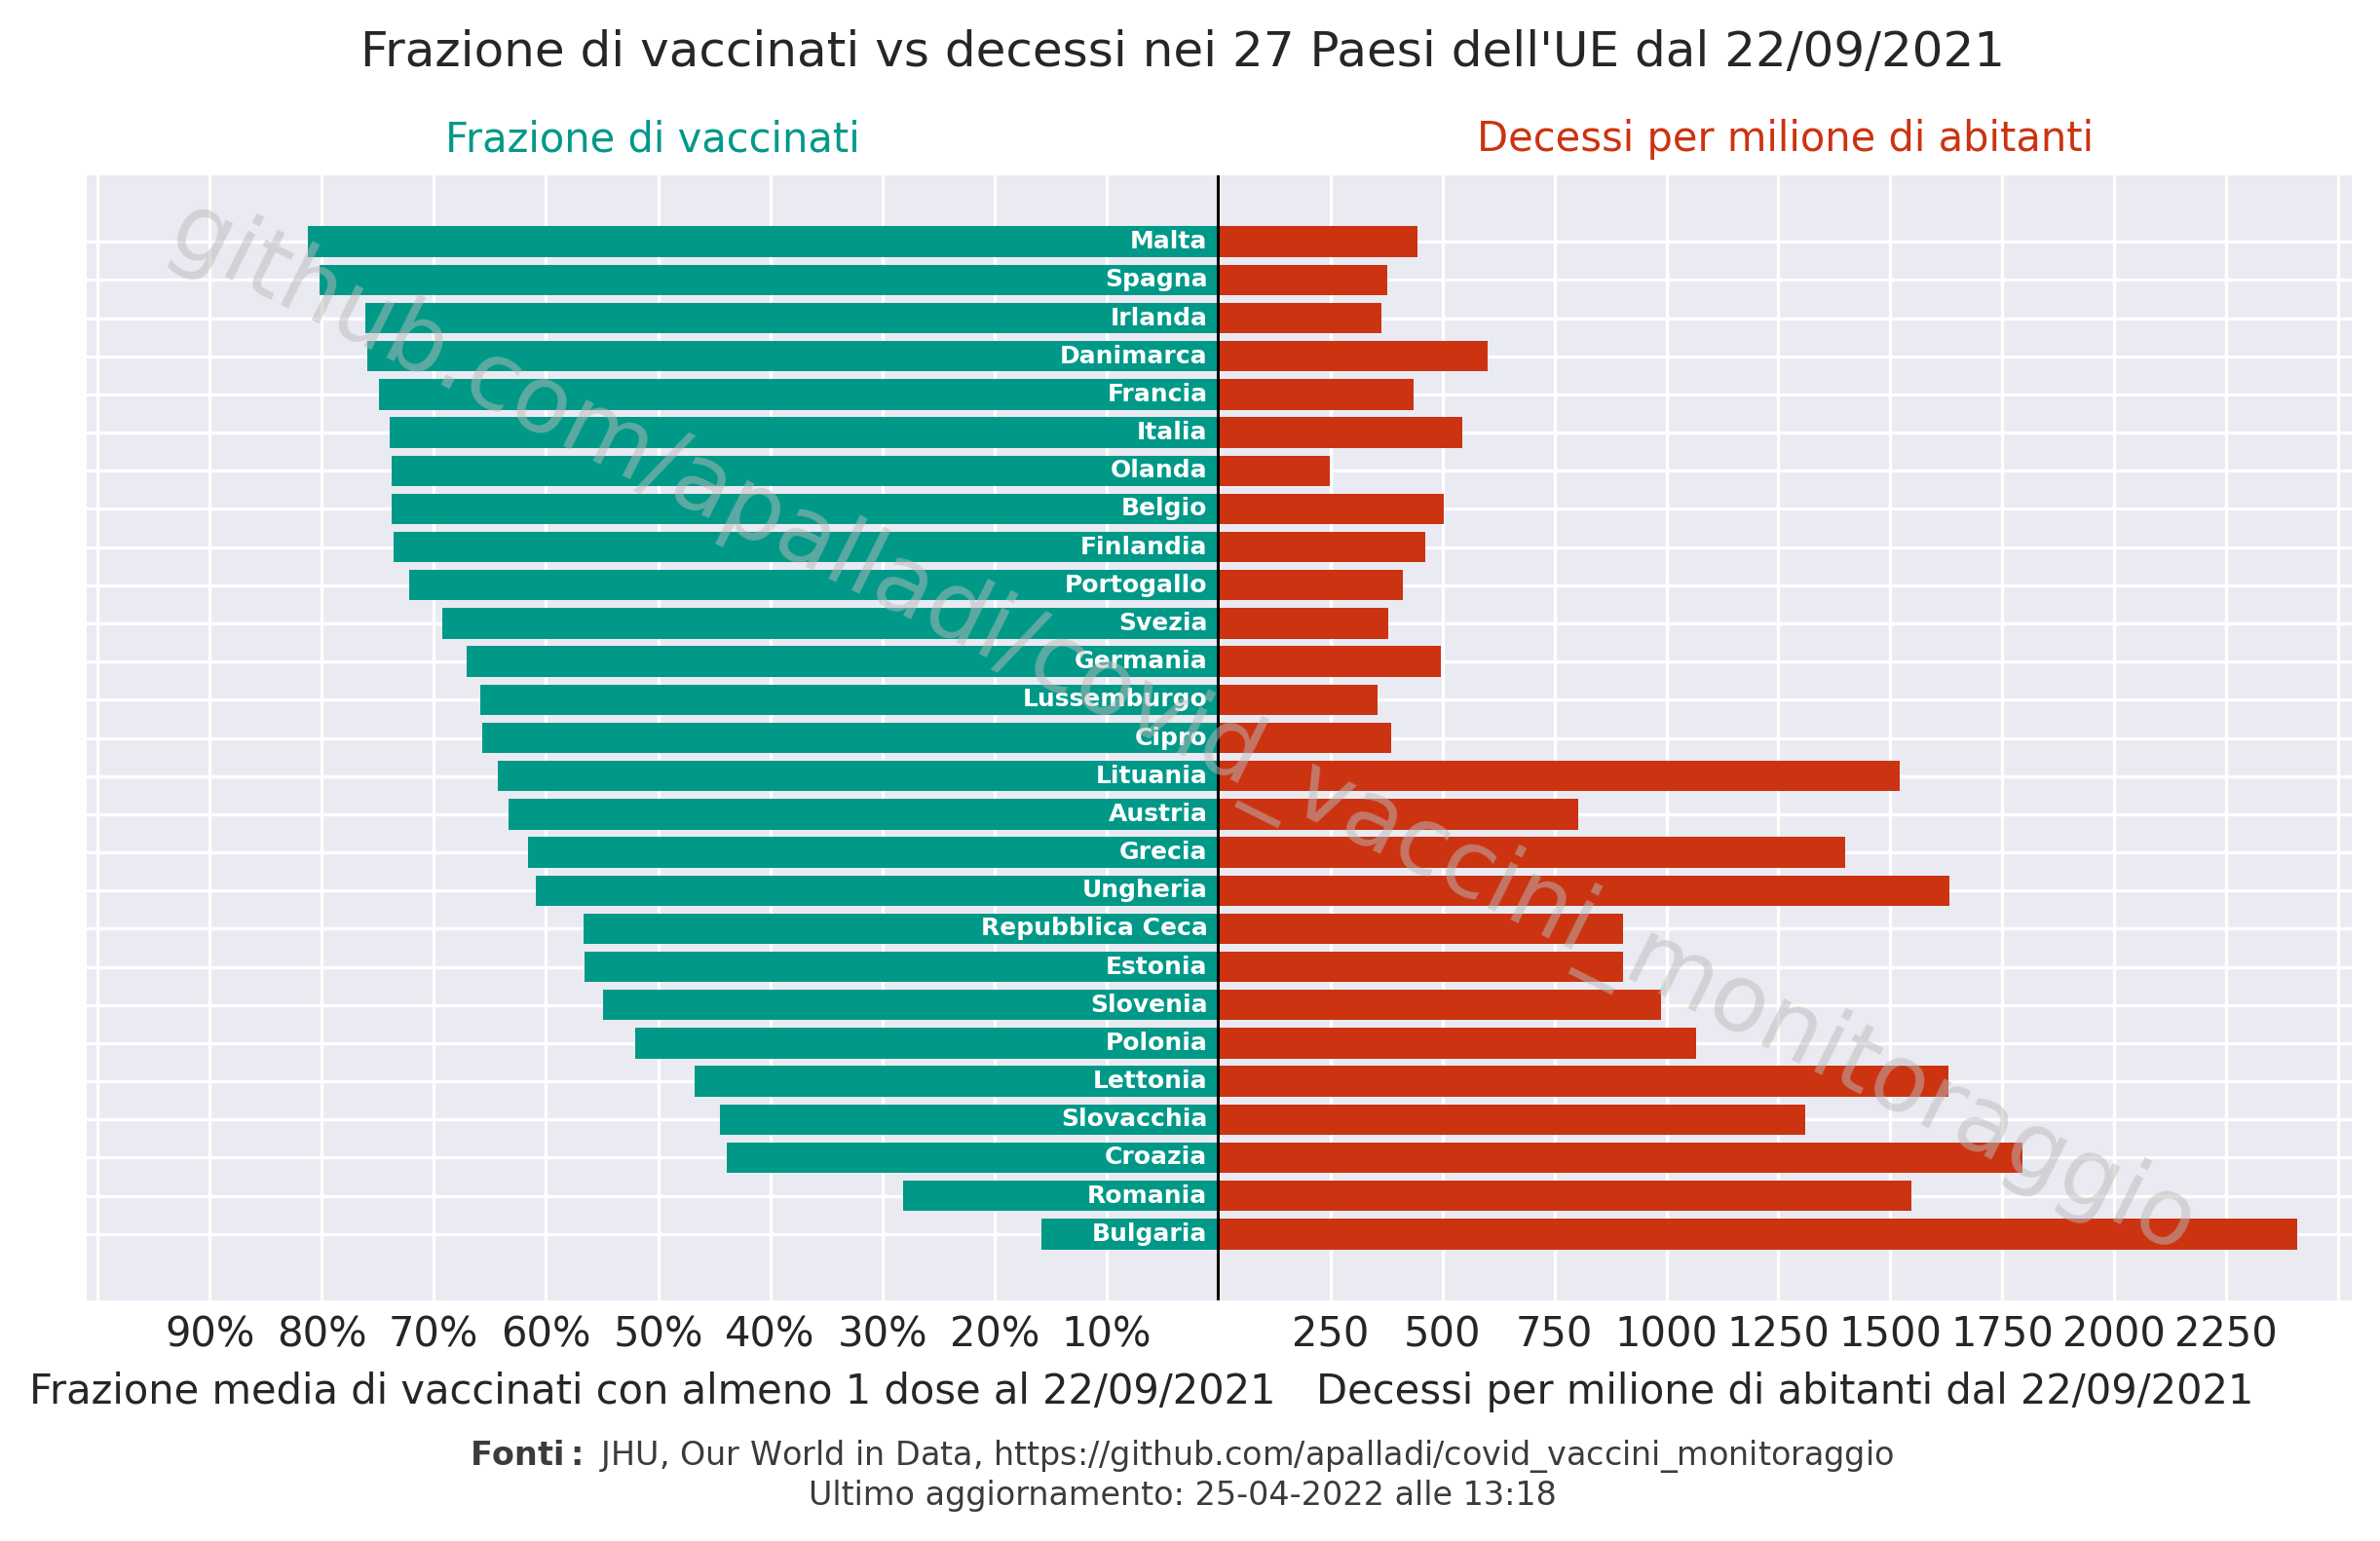 Frazione di vaccinati vs decessi nei 27 Paesi dell'UE dal 22/09/2021
Frazione di vaccinati
Decessi per milione di abitanti
Malta
Spagna
Irlanda
Danimarca
Francia
Italia
Olanda
Belgio
Finlandia
Portogallo
Svezia
Germania
Lussemburgo
Cipro
Lituania
Austria
Grecia
Ungheria
Repubblica Ceca
Estonia
Slovenia
Polonia
Lettonia
Slovacchia
Croazia
Romania
Bulgaria
github.com/apalladi/covid_vaccini_monitoraggio
90% 80% 70% 60% 50% 40% 30% 20% 10% 250 500 750 1000 1250 1500 1750 2000 2250
Frazione media di vaccinati con almeno 1 dose al 22/09/2021 Decessi per milione di abitanti dal 22/09/2021
Fonti: JHU, Our World in Data, https://github.com/apalladi/covid_vaccini_monitoraggio
Ultimo aggiornamento: 25-04-2022 alle 13:18